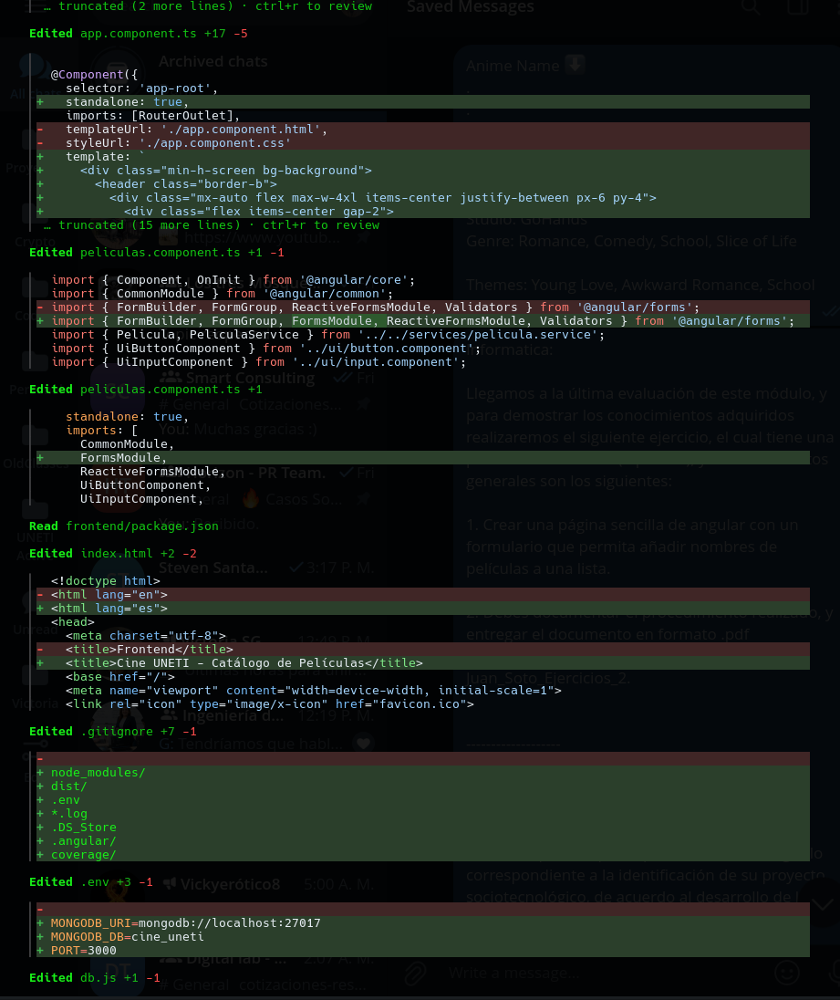 … truncated (2 more lines) · ctrl+r to review
Saved Messages
Edited app.component.ts +17 -5
Archived chats
Anime Name
@Component({
selector: 'app-root',
+ standalone: true,
imports: [RouterOutlet],
- templateUrl: './app.component.html',
- styleUrl: './app.component.css'
+ template: `
+ <div class="min-h-screen bg-background">
+ <header class="border-b">
+ <div class="mx-auto flex max-w-4xl items-center justify-between px-6 py-4">
+ <div class="flex items-center gap-2">
… truncated (15 more lines) · ctrl+r to review
Studio: GoHands
https://www.youtub...
Genre: Romance, Comedy, School, Slice of Life
Edited peliculas.component.ts +1 -1
Themes: Young Love, Awkward Romance, School
import { Component, OnInit } from '@angular/core';
import { CommonModule } from '@angular/common';
- import { FormBuilder, FormGroup, ReactiveFormsModule, Validators } from '@angular/forms';
+ import { FormBuilder, FormGroup, FormsModule, ReactiveFormsModule, Validators } from '@angular/forms';
import { Pelicula, PeliculaService } from '../../services/pelicula.service';
import { UiButtonComponent } from '../ui/button.component';
import { UiInputComponent } from '../ui/input.component';
Smart Consulting Fri
Edited peliculas.component.ts +1
Llegamos a la última evaluación de este módulo, y
# General Cotizaciones...
para demostrar los conocimientos adquiridos
You: Muchas gracias :)
realizaremos el siguiente ejercicio, el cual tiene una
standalone: true,
imports: [
CommonModule,
+ FormsModule,
ReactiveFormsModule,
UiButtonComponent,
UiInputComponent,
- PR Team. Fri
Casos So...
generales son los siguientes:
Read frontend/package.json
1. Crear una página sencilla de angular con un
formulario que permita añadir nombres de
películas a una lista.
Edited index.html +2 -2
Steven Santa... 3:17 P. M.
<!doctype html>
- <html lang="en">
+ <html lang="es">
<head>
<meta charset="utf-8">
- <title>Frontend</title>
+ <title>Cine UNETI - Catálogo de Películas</title>
<base href="/">
<meta name="viewport" content="width=device-width, initial-scale=1">
<link rel="icon" type="image/x-icon" href="favicon.ico">
entregar el documento en formato .pdf
Juan_Soto_Ejercicios_2.
Victoria
Ingeniería d... 12:19 P. M.
Edited .gitignore +7 -1
G: Tendríamos que habl...
------------------
-
+ node_modules/
+ dist/
+ .env
+ *.log
+ .DS_Store
+ .angular/
+ coverage/
correspondiente a la identificación de su proyecto
Edited .env +3 -1
Vickyerótico8 5:00 A. M.
sociotecnológico, de acuerdo al desarrollo de l
-
+ MONGODB_URI=mongodb://localhost:27017
+ MONGODB_DB=cine_uneti
+ PORT=3000
Digital lab - ... 2:07 A. M.
DT
Write a message...
Edited db.js +1 -1
# General cotizaciones-res...